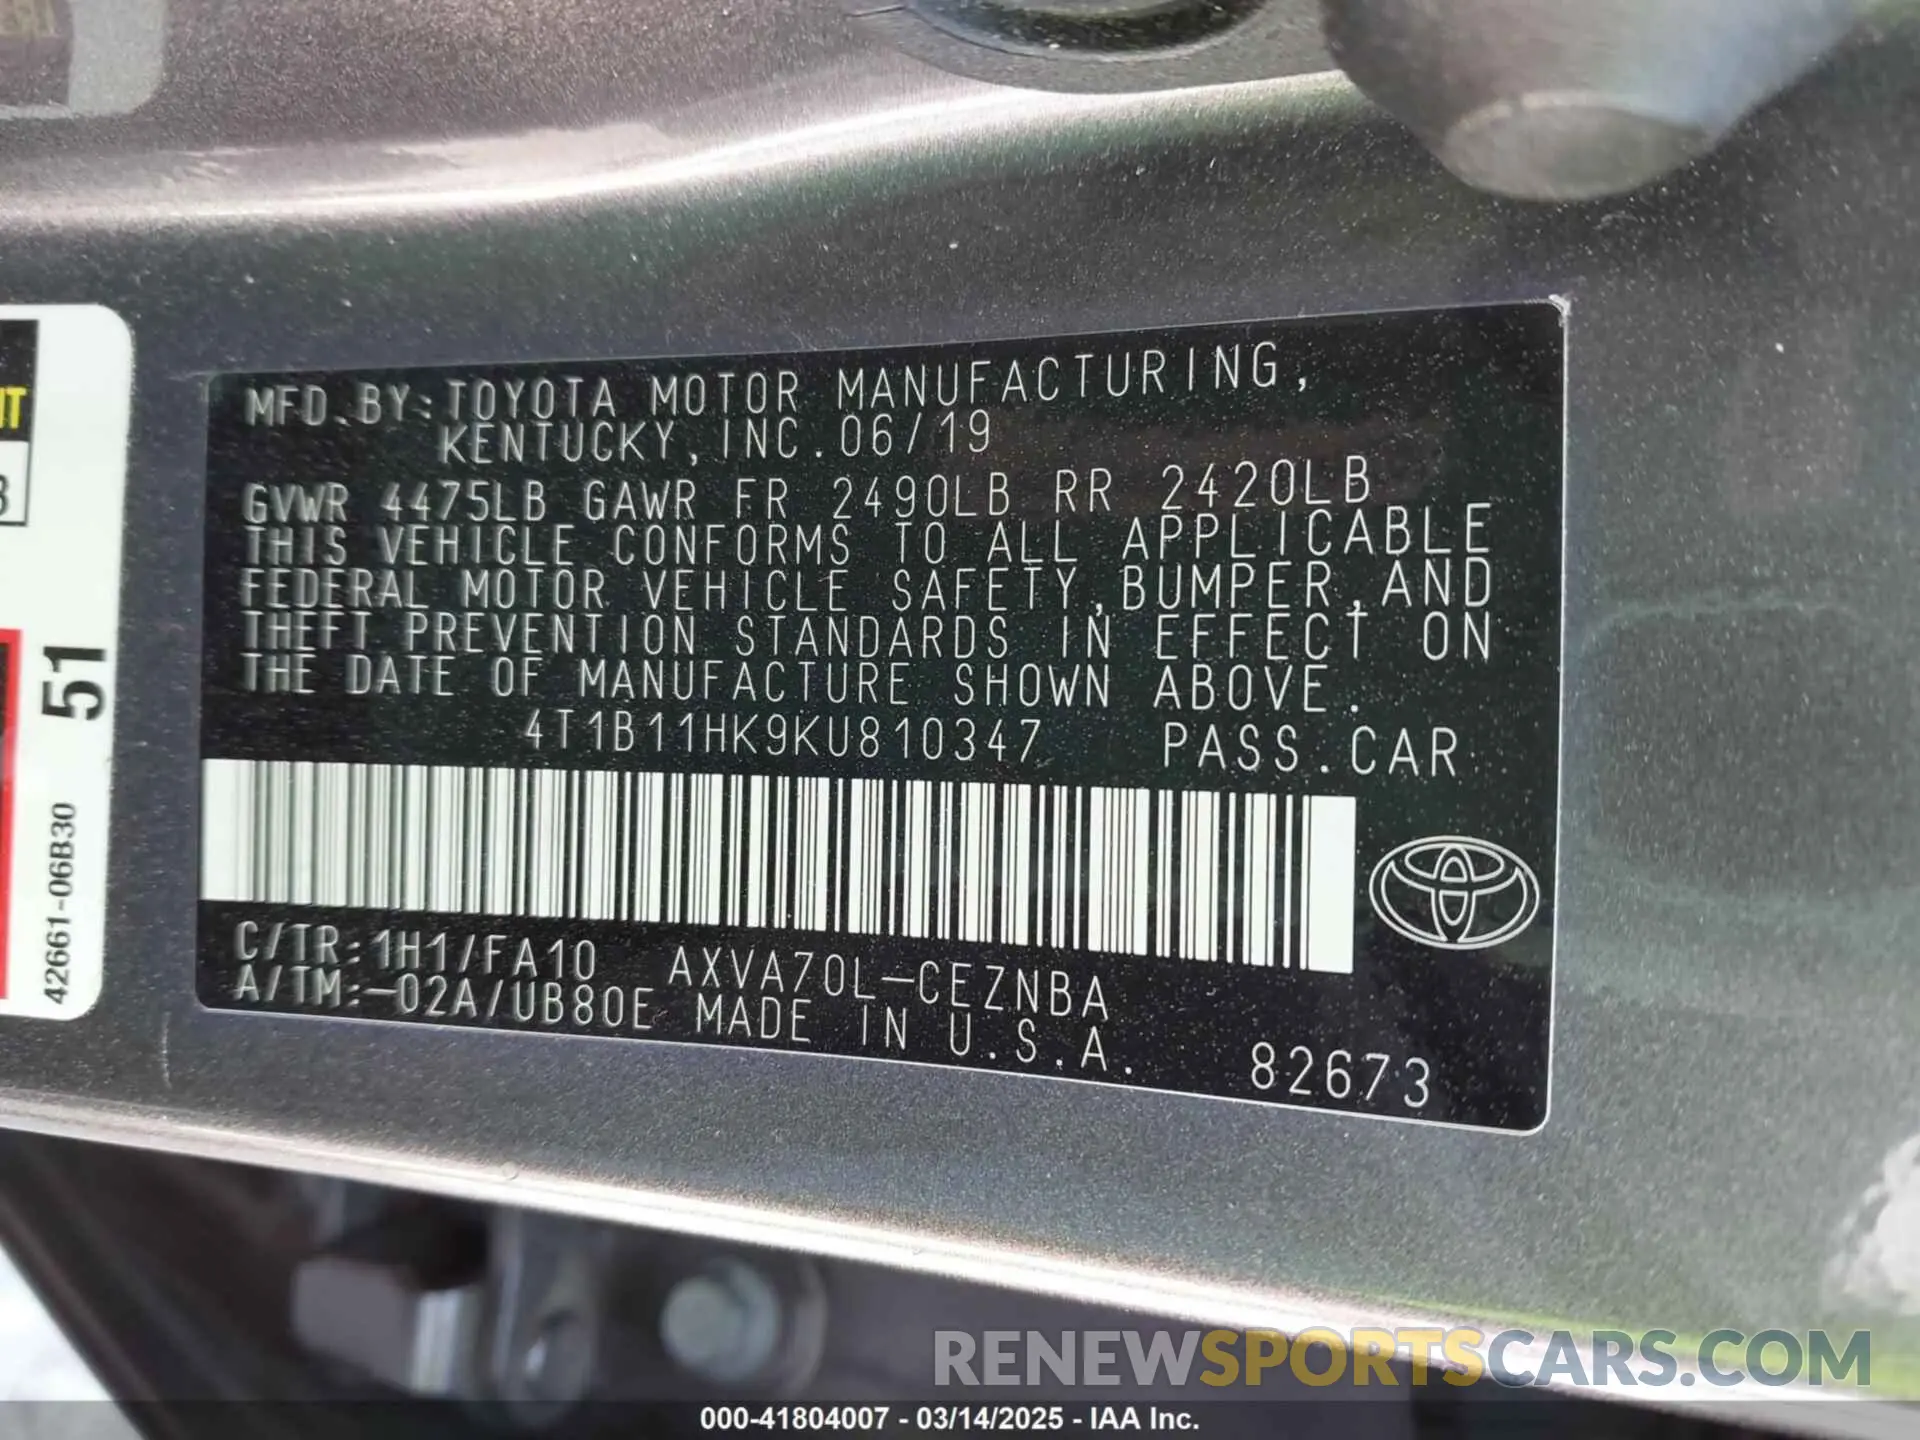 MFD.BY:TOYOTA MOTOR MANUFACTURING,
KENTUCKY,INC.06/19
GVWR 4475LB GAWR FR 2490LB RR 2420LB
THIS VEHICLE CONFORMS TO ALL APPLICABLE
FEDERAL MOTOR VEHICLE SAFETY,BUMPER,AND
THEFT PREVENTION STANDARDS IN EFFECT ON
THE DATE OF MANUFACTURE SHOWN ABOVE.
4T1B11HK9KU810347 PASS.CAR
C/TR:1H1/FA10 AXVA70L-CEZNBA
A/TM:-02A/UB80E MADE IN U.S.A.
82673
51
42661-06B30
RENEWSPORTSCARS.COM
000-41804007 - 03/14/2025 - IAA Inc.